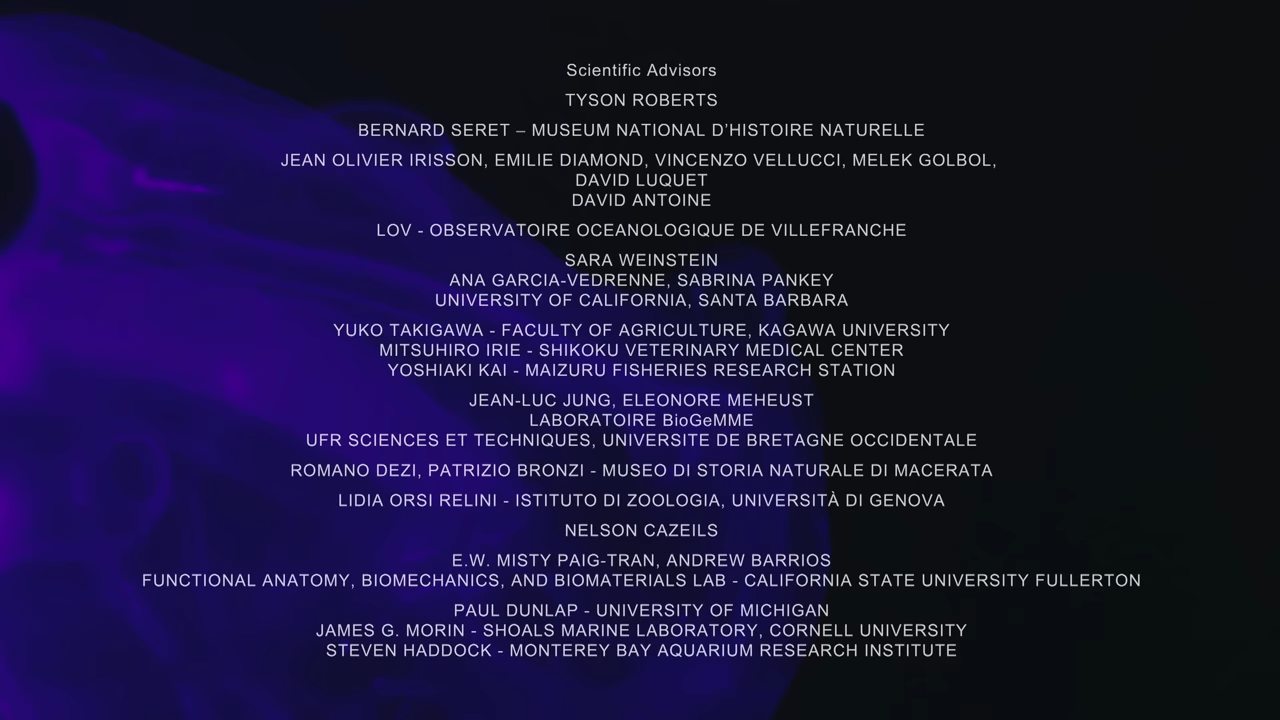 Scientific Advisors
TYSON ROBERTS
BERNARD SERET – MUSEUM NATIONAL D'HISTOIRE NATURELLE
JEAN OLIVIER IRISSON, EMILIE DIAMOND, VINCENZO VELLUCCI, MELEK GOLBOL,
DAVID LUQUET
DAVID ANTOINE
LOV - OBSERVATOIRE OCEANOLOGIQUE DE VILLEFRANCHE
SARA WEINSTEIN
ANA GARCIA-VEDRENNE, SABRINA PANKEY
UNIVERSITY OF CALIFORNIA, SANTA BARBARA
YUKO TAKIGAWA - FACULTY OF AGRICULTURE, KAGAWA UNIVERSITY
MITSUHIRO IRIE - SHIKOKU VETERINARY MEDICAL CENTER
YOSHIAKI KAI - MAIZURU FISHERIES RESEARCH STATION
JEAN-LUC JUNG, ELEONORE MEHEUST
LABORATOIRE BioGeMME
UFR SCIENCES ET TECHNIQUES, UNIVERSITE DE BRETAGNE OCCIDENTALE
ROMANO DEZI, PATRIZIO BRONZI - MUSEO DI STORIA NATURALE DI MACERATA
LIDIA ORSI RELINI - ISTITUTO DI ZOOLOGIA, UNIVERSITÀ DI GENOVA
NELSON CAZEILS
E.W. MISTY PAIG-TRAN, ANDREW BARRIOS
FUNCTIONAL ANATOMY, BIOMECHANICS, AND BIOMATERIALS LAB - CALIFORNIA STATE UNIVERSITY FULLERTON
PAUL DUNLAP - UNIVERSITY OF MICHIGAN
JAMES G. MORIN - SHOALS MARINE LABORATORY, CORNELL UNIVERSITY
STEVEN HADDOCK - MONTEREY BAY AQUARIUM RESEARCH INSTITUTE